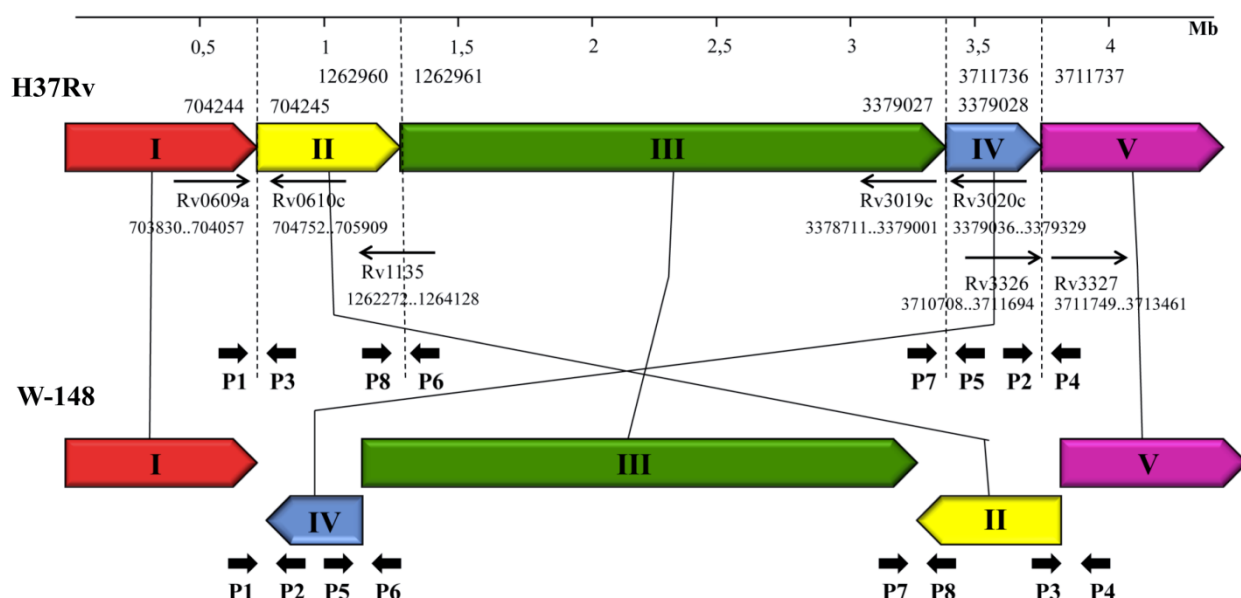 0,5 1 1,5 2 2,5 3 3,5 4 Mb
1262960 1262961 3711736 3711737
H37Rv
704244 704245 3379027 3379028
I II III IV V
Rv0609a Rv0610c Rv3019c Rv3020c
703830..704057 704752..705909 3378711..3379001 3379036..3379329
Rv1135 Rv3326 Rv3327
1262272..1264128 3710708..3711694 3711749..3713461
P1 P3 P8 P6 P7 P5 P2 P4
W-148
I III V
IV II
P1 P2 P5 P6 P7 P8 P3 P4